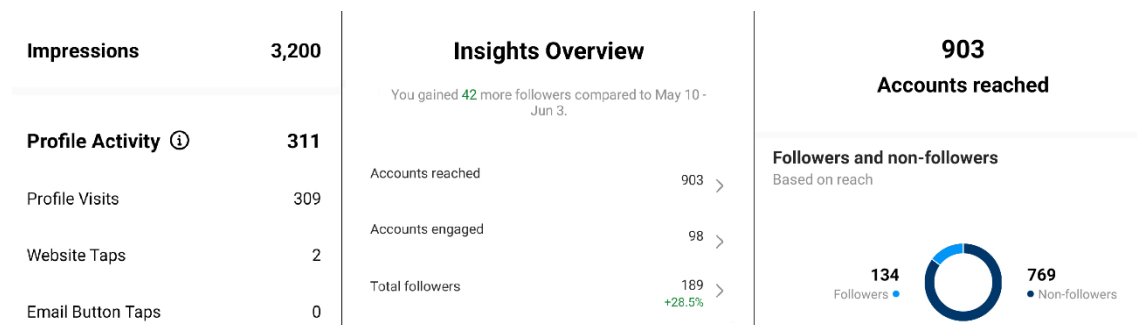 Impressions 3,200
Profile Activity 311
Profile Visits 309
Website Taps 2
Email Button Taps 0
Insights Overview
You gained 42 more followers compared to May 10 -
Jun 3.
Accounts reached 903
Accounts engaged 98
Total followers 189
+28.5%
903
Accounts reached
Followers and non-followers
Based on reach
134
Followers
769
Non-followers